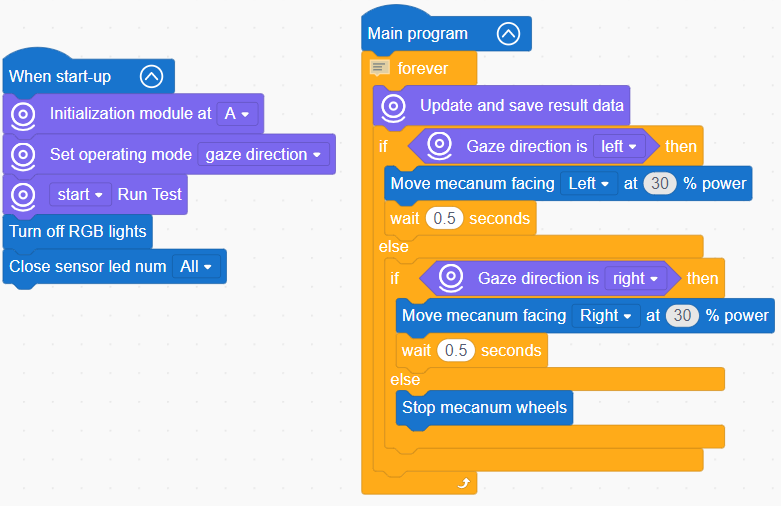 When start-up
Initialization module at A
Set operating mode gaze direction
start Run Test
Turn off RGB lights
Close sensor led num All
Main program
forever
Update and save result data
if Gaze direction is left then
Move mecanum facing Left at 30 % power
wait 0.5 seconds
else
if Gaze direction is right then
Move mecanum facing Right at 30 % power
wait 0.5 seconds
else
Stop mecanum wheels